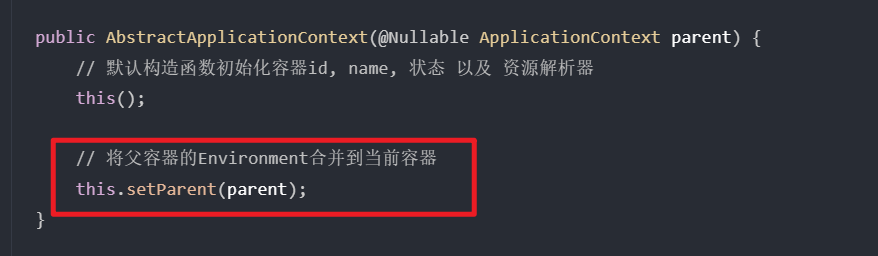 public AbstractApplicationContext(@Nullable ApplicationContext parent) {
// 默认构造函数初始化容器id, name, 状态 以及 资源解析器
this();
// 将父容器的Environment合并到当前容器
this.setParent(parent);
}